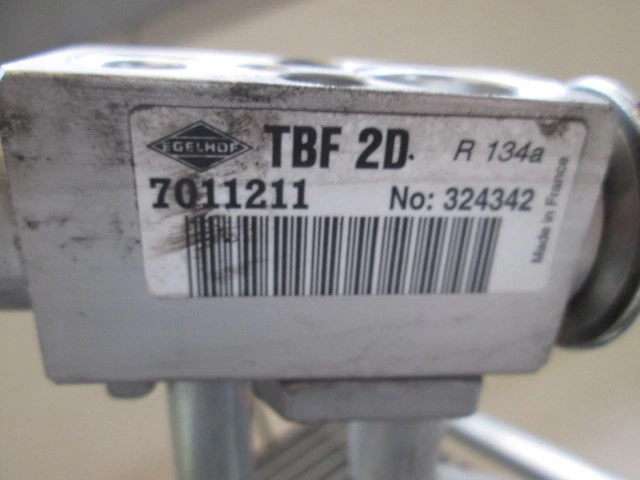 EGELHOF TBF 2D. R 134a
7011211 No: 324342
Made in France